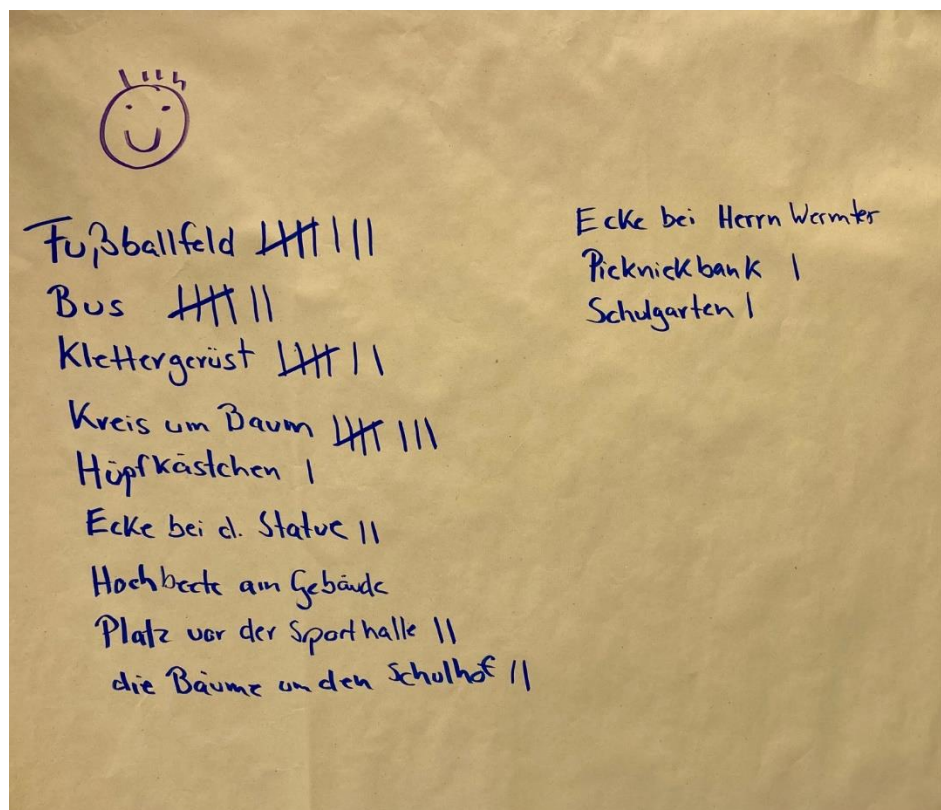 Fußballfeld 卌 |||
Bus 卌 ||
Klettergerüst 卌 ||
Kreis um Baum 卌 |||
Hüpfkästchen |
Ecke bei d. Statue ||
Hochbeete am Gebäude
Platz vor der Sporthalle ||
die Bäume um den Schulhof ||
Ecke bei Herrn Wermter
Picknickbank |
Schulgarten |